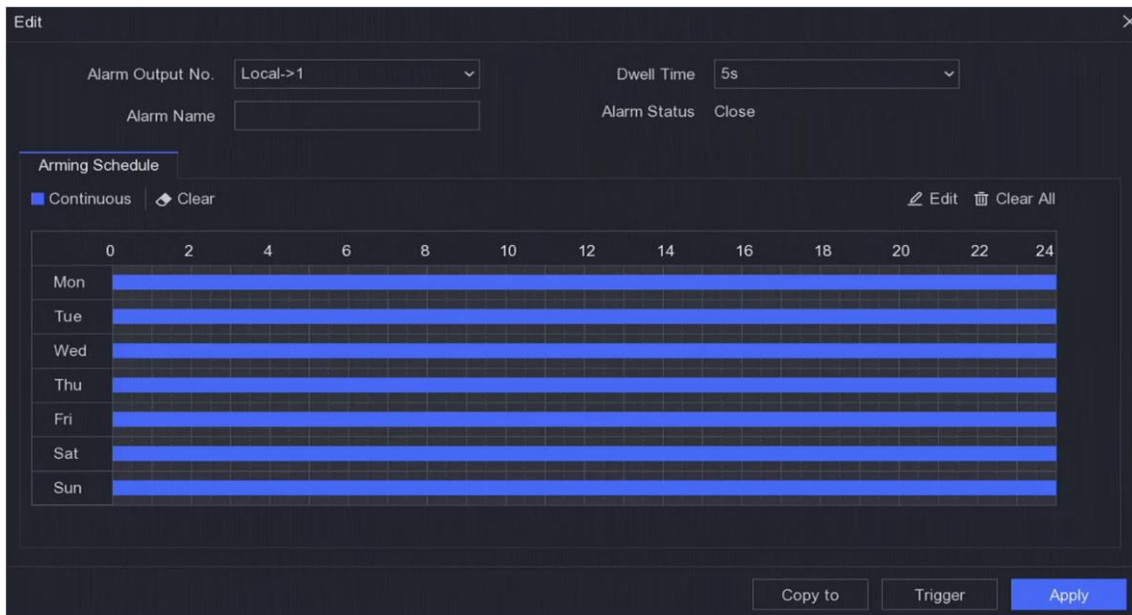 Edit
Alarm Output No. Local->1 Dwell Time 5s
Alarm Name Alarm Status Close
Arming Schedule
Continuous Clear Edit Clear All
0 2 4 6 8 10 12 14 16 18 20 22 24
Mon
Tue
Wed
Thu
Fri
Sat
Sun
Copy to Trigger Apply